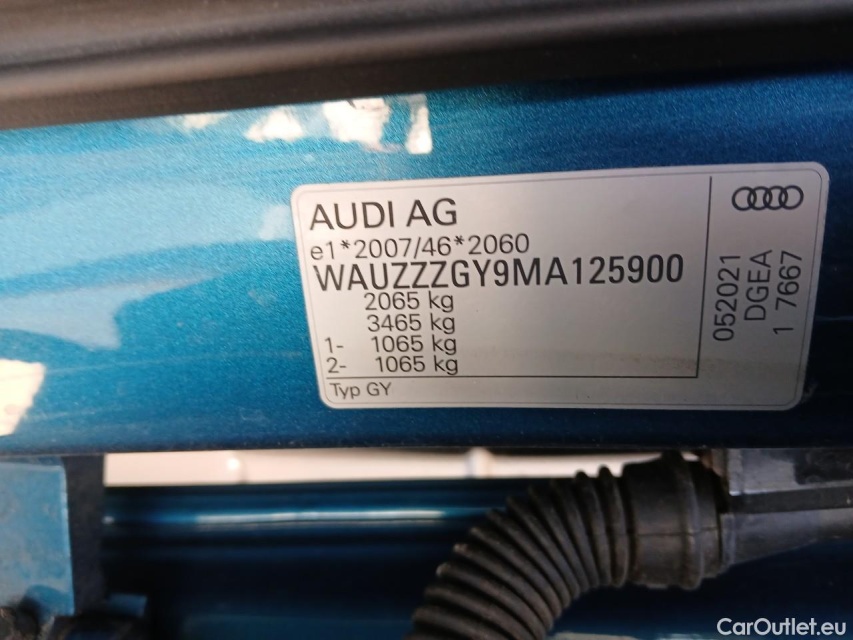 AUDI AG
e1*2007/46*2060
WAUZZZGY9MA125900
2065 kg
3465 kg
1- 1065 kg
2- 1065 kg
Typ GY
052021
DGEA
1 7667
CarOutlet.eu